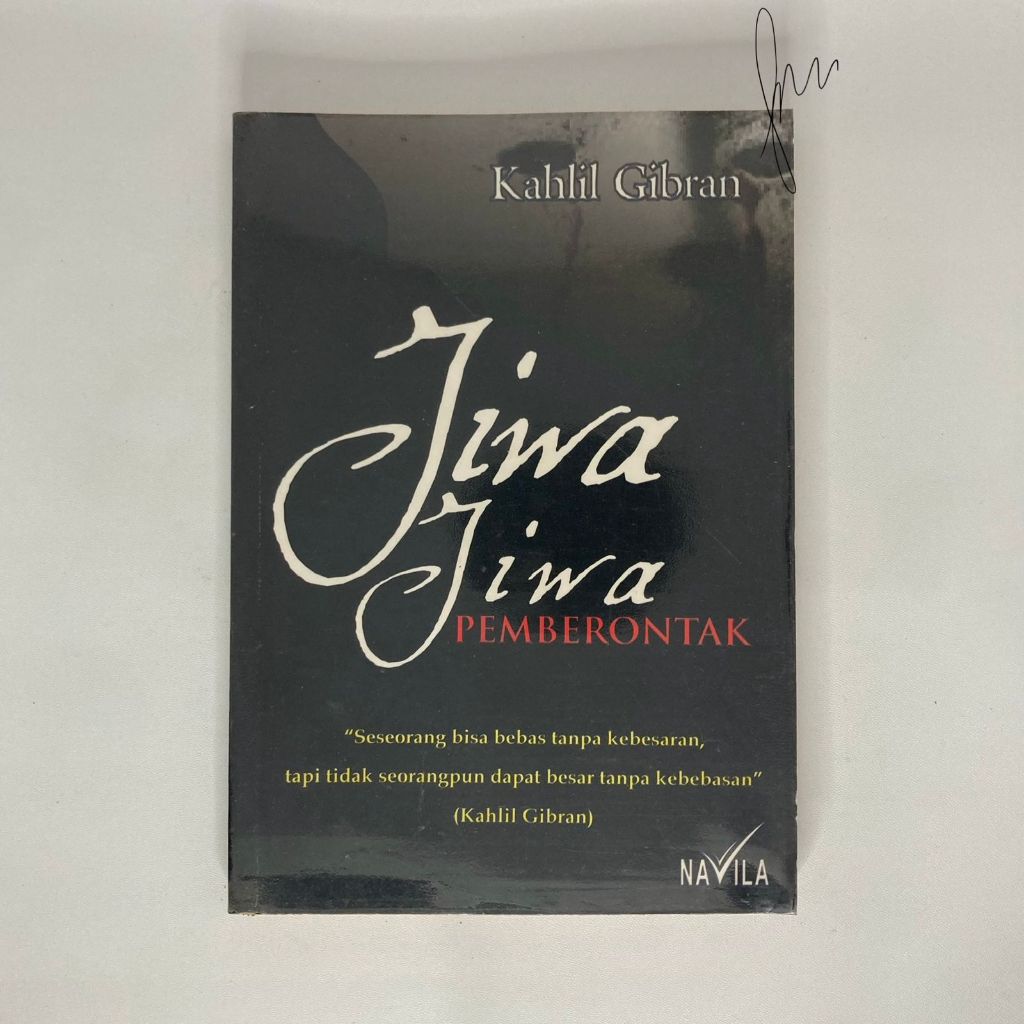 Kahlil Gibran
Jiwa
Jiwa
PEMBERONTAK
“Seseorang bisa bebas tanpa kebesaran,
tapi tidak seorangpun dapat besar tanpa kebebasan”
(Kahlil Gibran)
NAVILA